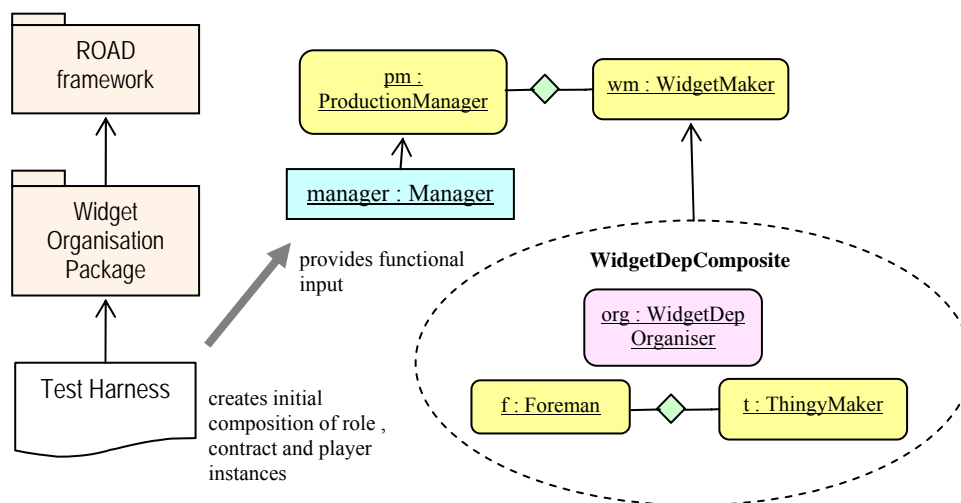 ROAD
framework
pm :
ProductionManager
wm : WidgetMaker
manager : Manager
Widget
Organisation
Package
provides functional
input
WidgetDepComposite
org : WidgetDep
Organiser
Test Harness
creates initial
composition of role ,
contract and player
instances
f : Foreman
t : ThingyMaker